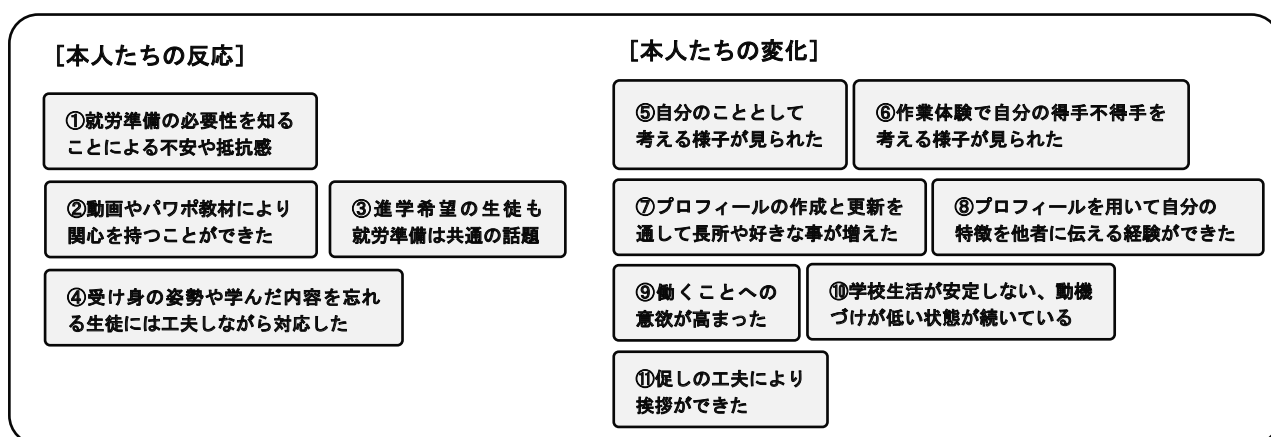 [本人たちの反応]
①就労準備の必要性を知る
ことによる不安や抵抗感
②動画やパワポ教材により
関心を持つことができた
③進学希望の生徒も
就労準備は共通の話題
④受け身の姿勢や学んだ内容を忘れ
る生徒には工夫しながら対応した
[本人たちの変化]
⑤自分のこととして
考える様子が見られた
⑥作業体験で自分の得手不得手を
考える様子が見られた
⑦プロフィールの作成と更新を
通して長所や好きな事が増えた
⑧プロフィールを用いて自分の
特徴を他者に伝える経験ができた
⑨働くことへの
意欲が高まった
⑩学校生活が安定しない、動機
づけが低い状態が続いている
⑪促しの工夫により
挨拶ができた